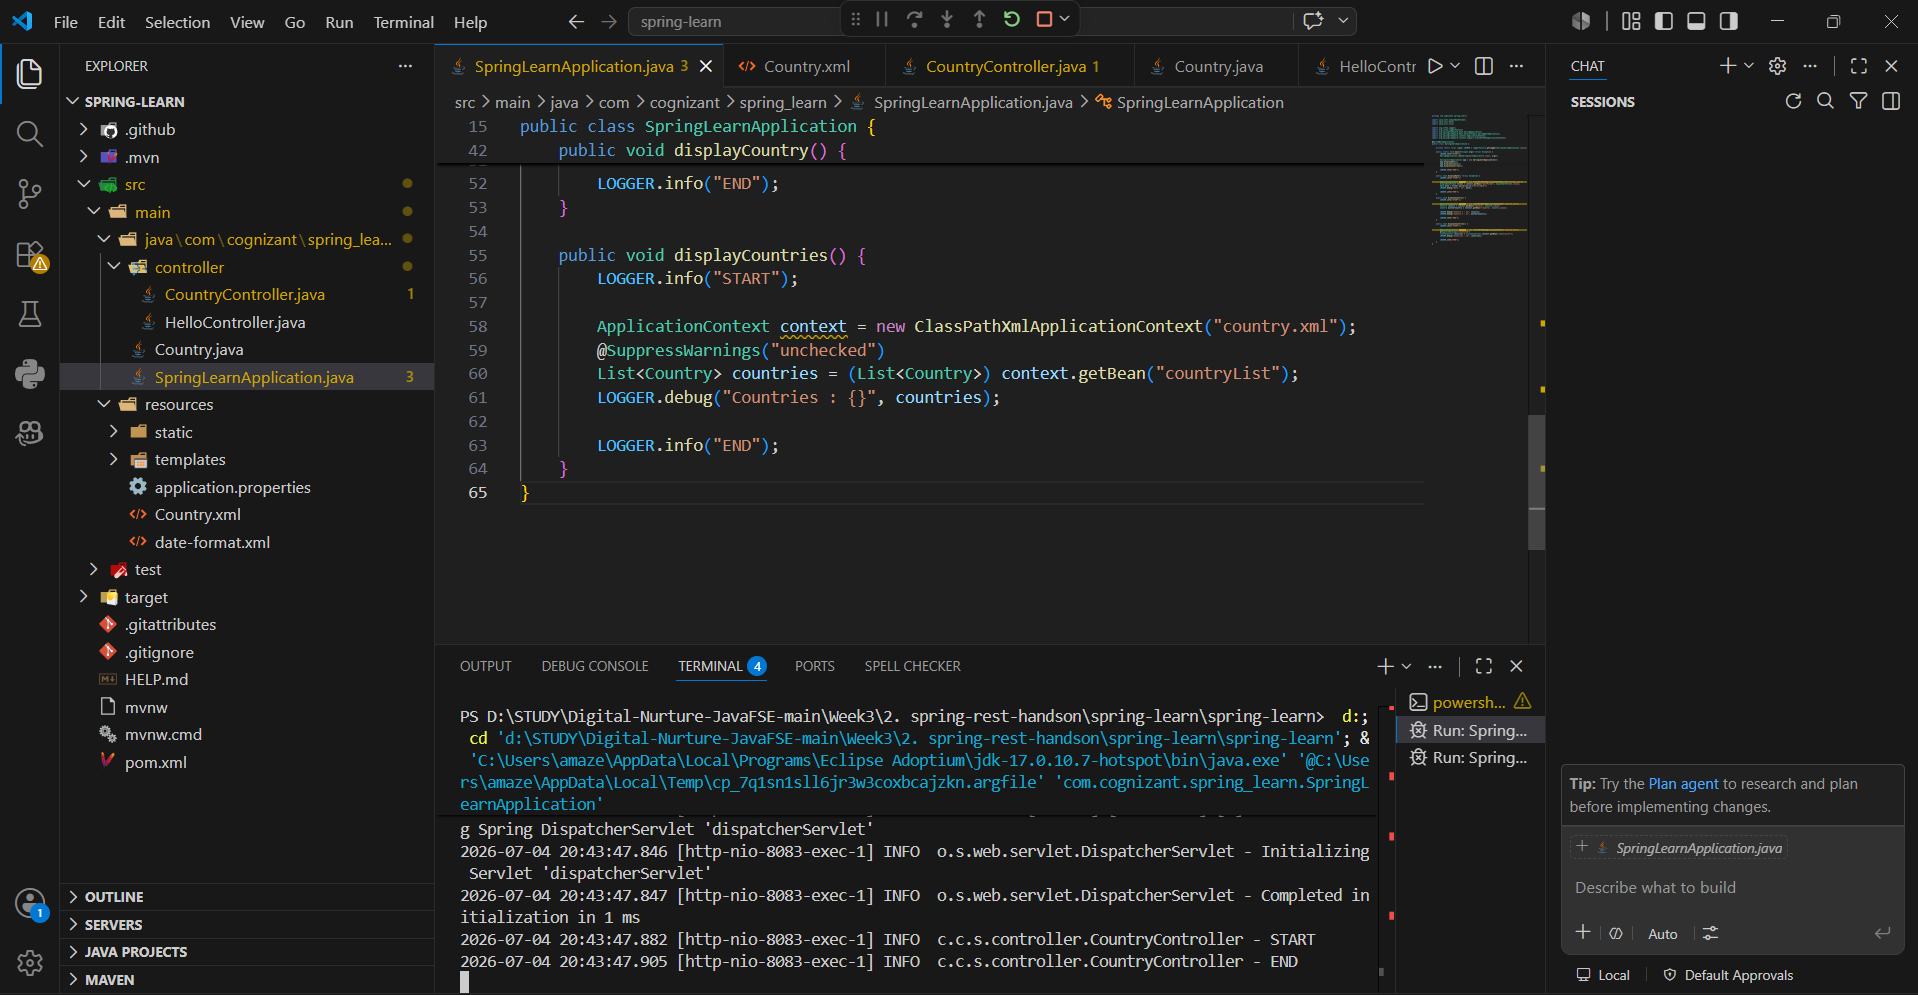 File Edit Selection View Go Run Terminal Help
spring-learn
EXPLORER
SPRING-LEARN
.github
.mvn
src
main
java\com\cognizant\spring_lea...
controller
CountryController.java 1
HelloController.java
Country.java
SpringLearnApplication.java 3
resources
static
templates
application.properties
Country.xml
date-format.xml
test
target
.gitattributes
.gitignore
HELP.md
mvnw
mvnw.cmd
pom.xml
OUTLINE
SERVERS
JAVA PROJECTS
MAVEN
1
SpringLearnApplication.java 3
Country.xml
CountryController.java 1
Country.java
HelloContr
src > main > java > com > cognizant > spring_learn > SpringLearnApplication.java > SpringLearnApplication
15 public class SpringLearnApplication {
42 public void displayCountry() {
52 LOGGER.info("END");
53 }
54
55 public void displayCountries() {
56 LOGGER.info("START");
57
58 ApplicationContext context = new ClassPathXmlApplicationContext("country.xml");
59 @SuppressWarnings("unchecked")
60 List<Country> countries = (List<Country>) context.getBean("countryList");
61 LOGGER.debug("Countries : {}", countries);
62
63 LOGGER.info("END");
64 }
65 }
OUTPUT DEBUG CONSOLE TERMINAL 4 PORTS SPELL CHECKER
PS D:\STUDY\Digital-Nurture-JavaFSE-main\Week3\2. spring-rest-handson\spring-learn\spring-learn> d:;
cd 'd:\STUDY\Digital-Nurture-JavaFSE-main\Week3\2. spring-rest-handson\spring-learn\spring-learn'; &
'C:\Users\amaze\AppData\Local\Programs\Eclipse Adoptium\jdk-17.0.10.7-hotspot\bin\java.exe' '@C:\Use
rs\amaze\AppData\Local\Temp\cp_7q1sn1sll6jr3w3coxbcajzkn.argfile' 'com.cognizant.spring_learn.SpringL
earnApplication'
g Spring DispatcherServlet 'dispatcherServlet'
2026-07-04 20:43:47.846 [http-nio-8083-exec-1] INFO o.s.web.servlet.DispatcherServlet - Initializing
Servlet 'dispatcherServlet'
2026-07-04 20:43:47.847 [http-nio-8083-exec-1] INFO o.s.web.servlet.DispatcherServlet - Completed in
itialization in 1 ms
2026-07-04 20:43:47.882 [http-nio-8083-exec-1] INFO c.c.s.controller.CountryController - START
2026-07-04 20:43:47.905 [http-nio-8083-exec-1] INFO c.c.s.controller.CountryController - END
powersh...
Run: Spring...
Run: Spring...
CHAT
SESSIONS
Tip: Try the Plan agent to research and plan
before implementing changes.
SpringLearnApplication.java
Describe what to build
Auto
Local Default Approvals